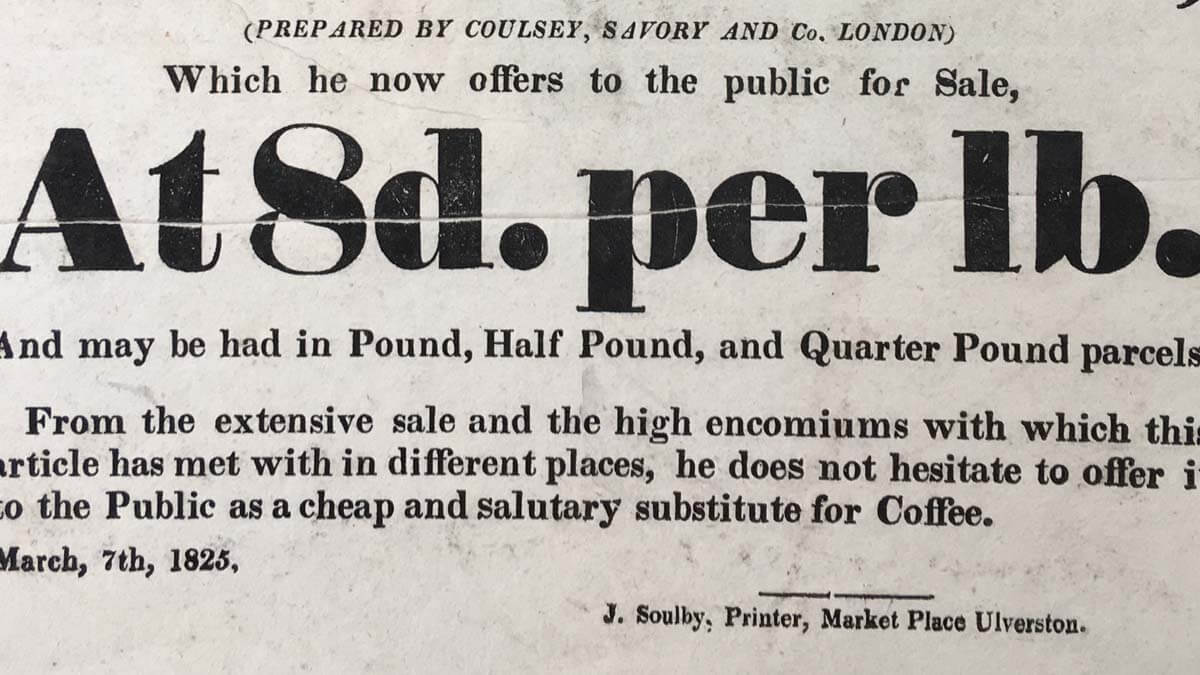 (PREPARED BY COULSEY, SAVORY AND Co. LONDON)
Which he now offers to the public for Sale,
At 8d. per lb.
And may be had in Pound, Half Pound, and Quarter Pound parcels
From the extensive sale and the high encomiums with which this
article has met with in different places, he does not hesitate to offer it
to the Public as a cheap and salutary substitute for Coffee.
March, 7th, 1825,
J. Soulby, Printer, Market Place Ulverston.